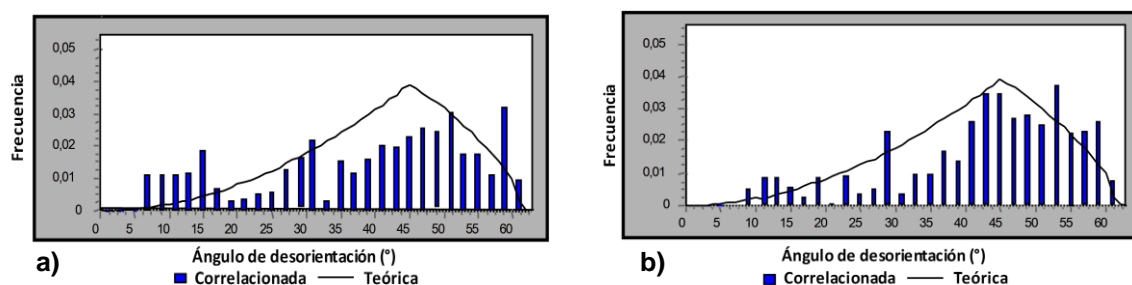 0,05
0,04
0,03
0,02
0,01
0
Frecuencia
0 5 10 15 20 25 30 35 40 45 50 55 60
Ángulo de desorientación (°)
a)
Correlacionada Teórica
0,05
0,04
0,03
0,02
0,01
0
Frecuencia
0 5 10 15 20 25 30 35 40 45 50 55 60
Ángulo de desorientación (°)
b)
Correlacionada Teórica